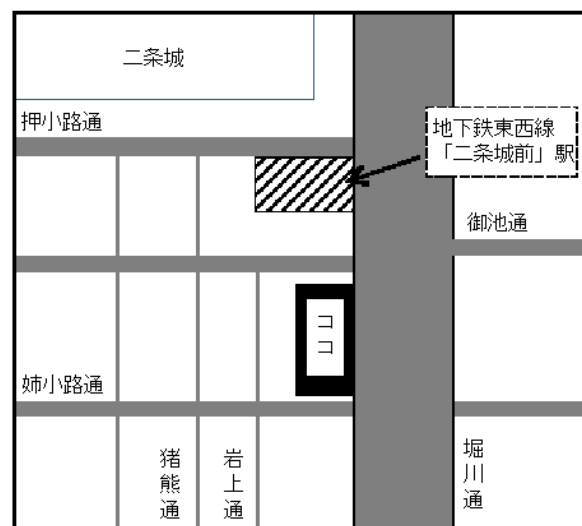 二条城
押小路通
地下鉄東西線
「二条城前」駅
御池通
ココ
姉小路通
猪熊通
岩上通
堀川通